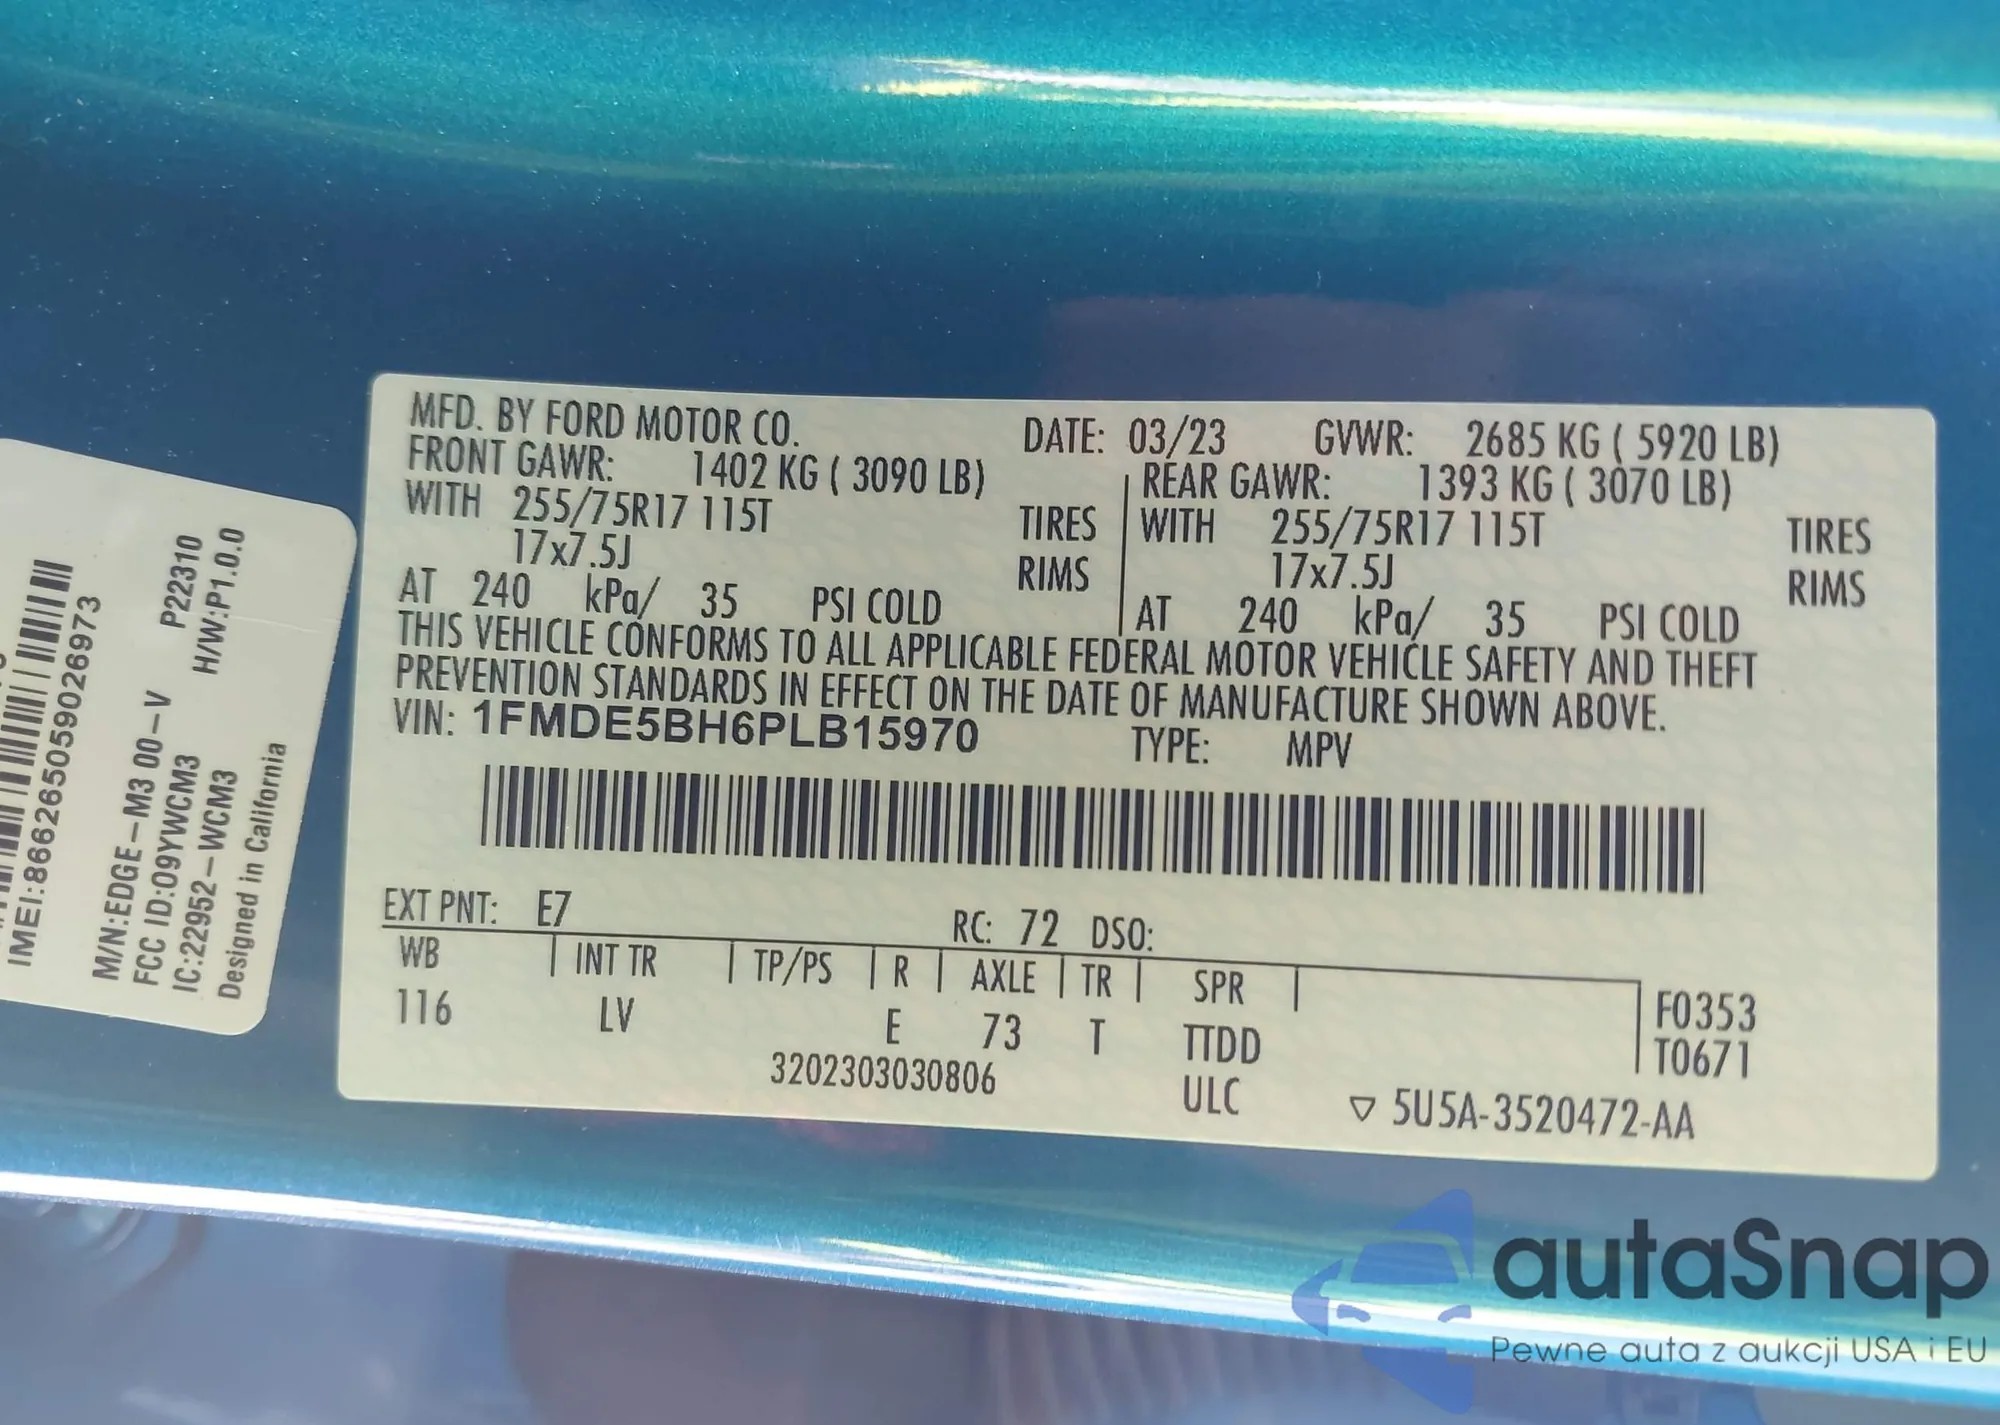 MFD. BY FORD MOTOR CO. DATE: 03/23 GVWR: 2685 KG ( 5920 LB)
FRONT GAWR: 1402 KG ( 3090 LB) REAR GAWR: 1393 KG ( 3070 LB)
WITH 255/75R17 115T TIRES WITH 255/75R17 115T TIRES
17x7.5J RIMS 17x7.5J RIMS
AT 240 kPa/ 35 PSI COLD AT 240 kPa/ 35 PSI COLD
THIS VEHICLE CONFORMS TO ALL APPLICABLE FEDERAL MOTOR VEHICLE SAFETY AND THEFT
PREVENTION STANDARDS IN EFFECT ON THE DATE OF MANUFACTURE SHOWN ABOVE.
VIN: 1FMDE5BH6PLB15970 TYPE: MPV
EXT PNT: E7 RC: 72 DSO:
WB INT TR TP/PS R AXLE TR SPR
116 LV E 73 T TTDD
F0353
T0671
3202303030806 ULC ▽ 5U5A-3520472-AA
IMEI:866265059026973
M/N:EDGE-M3 00-V P22310
FCC ID:09YWCM3 H/W:P1.0.0
IC:22952-WCM3
Designed in California
autaSnap
Pewne auta z aukcji USA i EU